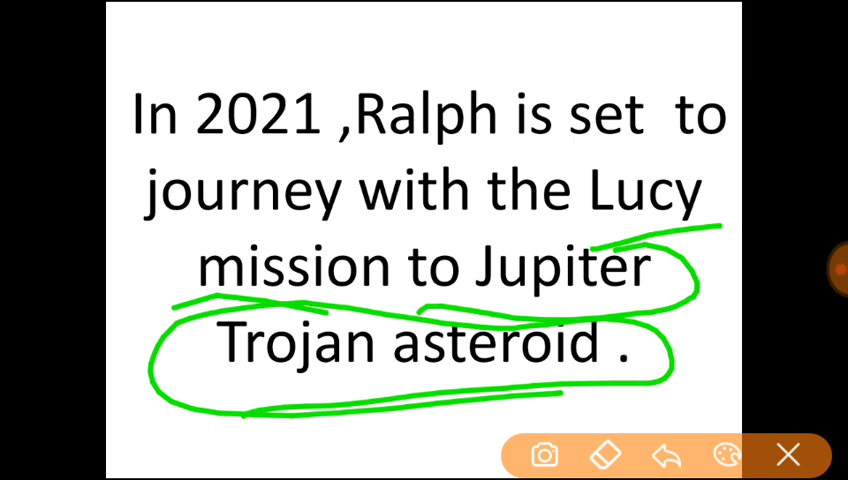 In 2021 ,Ralph is set  to
journey with the Lucy
mission to Jupiter
Trojan asteroid .